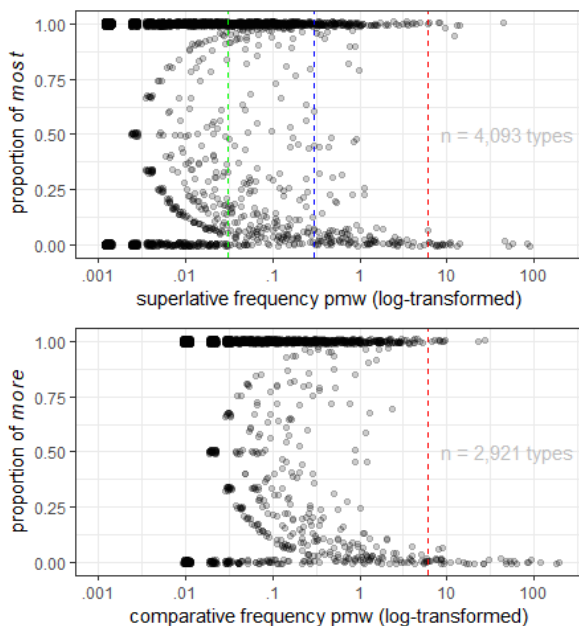 proportion of most
1.00
0.75
0.50
0.25
0.00
n = 4,093 types
.001 .01 .1 1 10 100
superlative frequency pmw (log-transformed)
proportion of more
1.00
0.75
0.50
0.25
0.00
n = 2,921 types
.001 .01 .1 1 10 100
comparative frequency pmw (log-transformed)